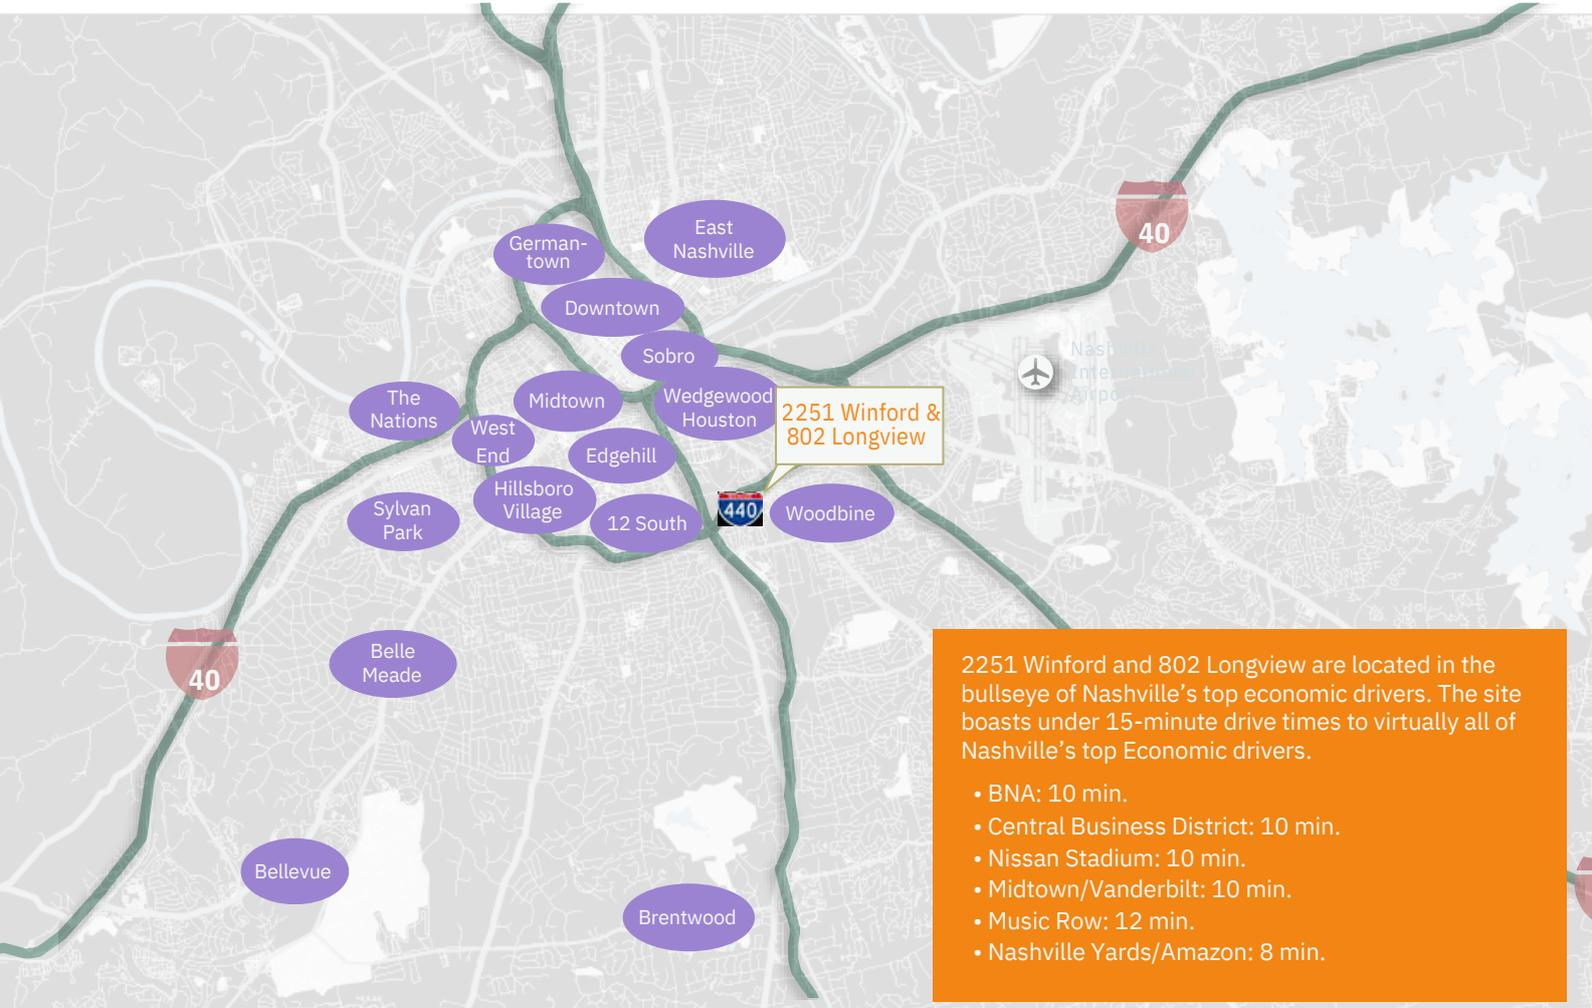 40
East
Nashville
German-
town
Downtown
Sobro
Nashville
International
Airport
The
Nations
Midtown
Wedgewood
Houston
2251 Winford &
802 Longview
West
End
Edgehill
Hillsboro
Village
12 South
440
Woodbine
Sylvan
Park
40
Belle
Meade
Bellevue
Brentwood
2251 Winford and 802 Longview are located in the
bullseye of Nashville’s top economic drivers. The site
boasts under 15-minute drive times to virtually all of
Nashville’s top Economic drivers.
• BNA: 10 min.
• Central Business District: 10 min.
• Nissan Stadium: 10 min.
• Midtown/Vanderbilt: 10 min.
• Music Row: 12 min.
• Nashville Yards/Amazon: 8 min.